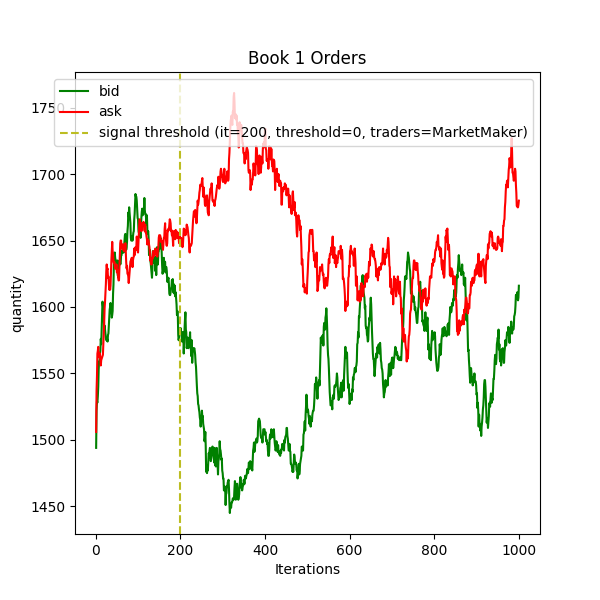 Book 1 Orders
bid
ask
signal threshold (it=200, threshold=0, traders=MarketMaker)
quantity
1750
1700
1650
1600
1550
1500
1450
0 200 400 600 800 1000
Iterations